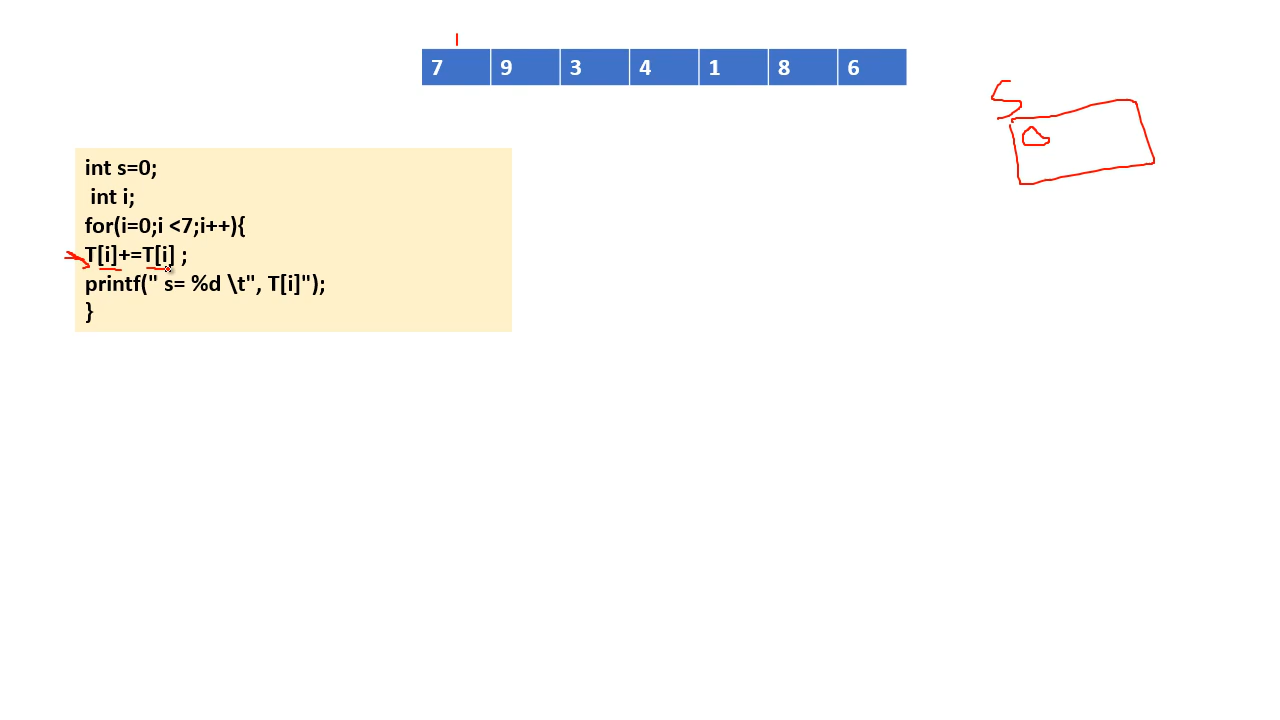 7 9 3 4 1 8 6
S
int s=0;
int i;
for(i=0;i <7;i++){
T[i]+=T[i] ;
printf(" s= %d \t", T[i]");
}